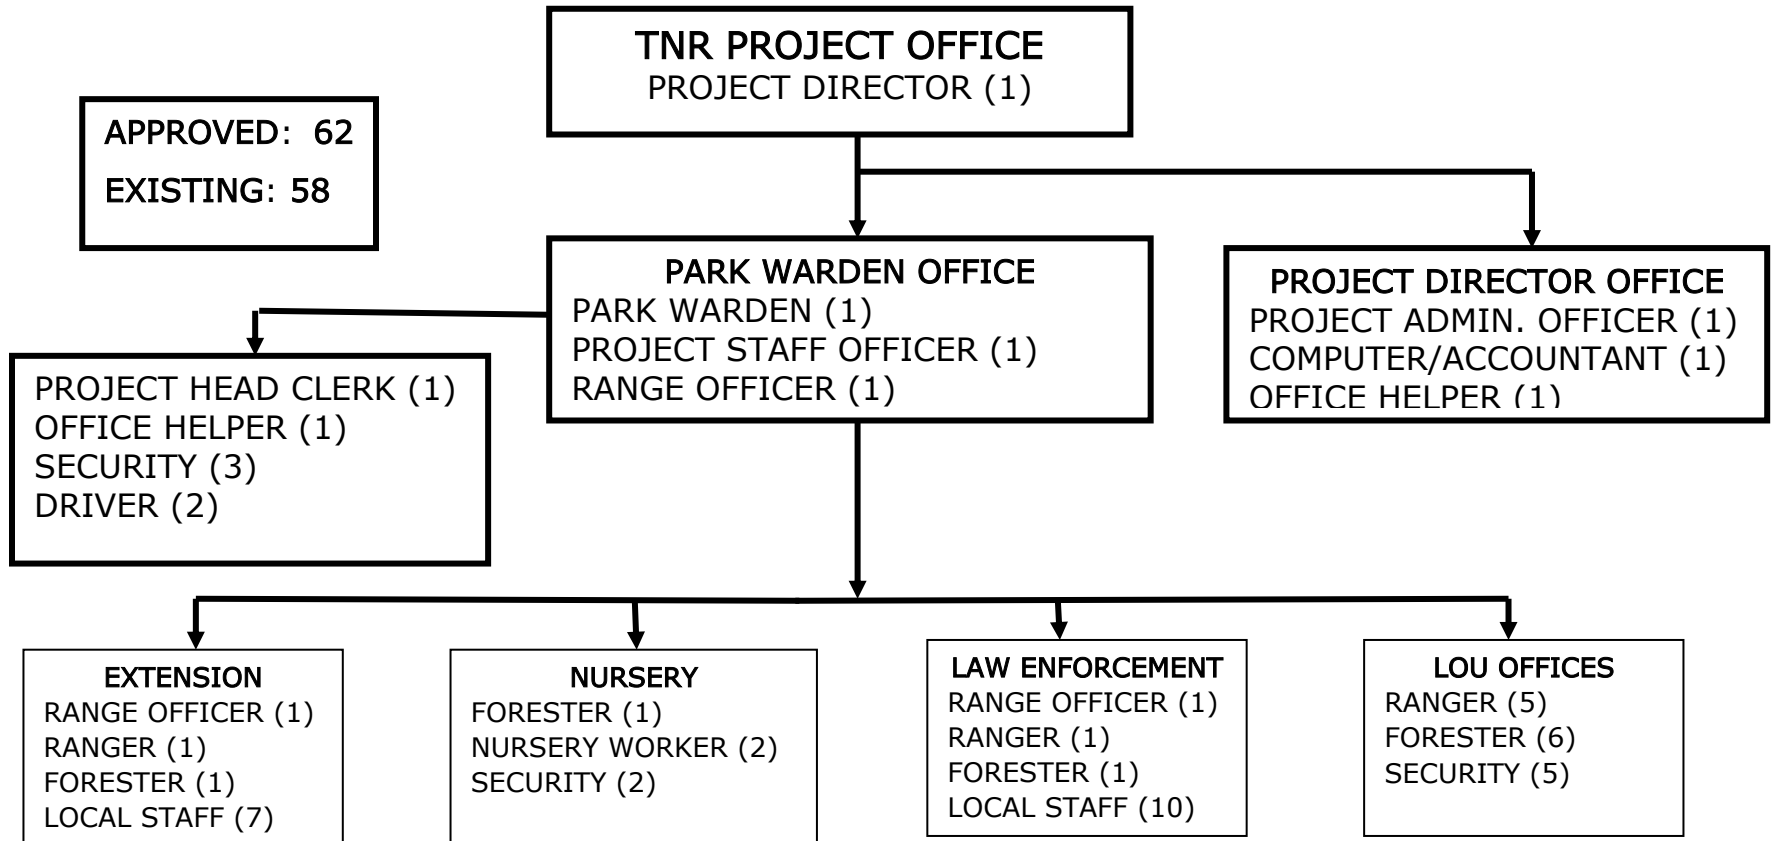 TNR PROJECT OFFICE
PROJECT DIRECTOR (1)
APPROVED: 62
EXISTING: 58
PARK WARDEN OFFICE
PARK WARDEN (1)
PROJECT STAFF OFFICER (1)
RANGE OFFICER (1)
PROJECT DIRECTOR OFFICE
PROJECT ADMIN. OFFICER (1)
COMPUTER/ACCOUNTANT (1)
OFFICE HELPER (1)
PROJECT HEAD CLERK (1)
OFFICE HELPER (1)
SECURITY (3)
DRIVER (2)
EXTENSION
RANGE OFFICER (1)
RANGER (1)
FORESTER (1)
LOCAL STAFF (7)
NURSERY
FORESTER (1)
NURSERY WORKER (2)
SECURITY (2)
LAW ENFORCEMENT
RANGE OFFICER (1)
RANGER (1)
FORESTER (1)
LOCAL STAFF (10)
LOU OFFICES
RANGER (5)
FORESTER (6)
SECURITY (5)